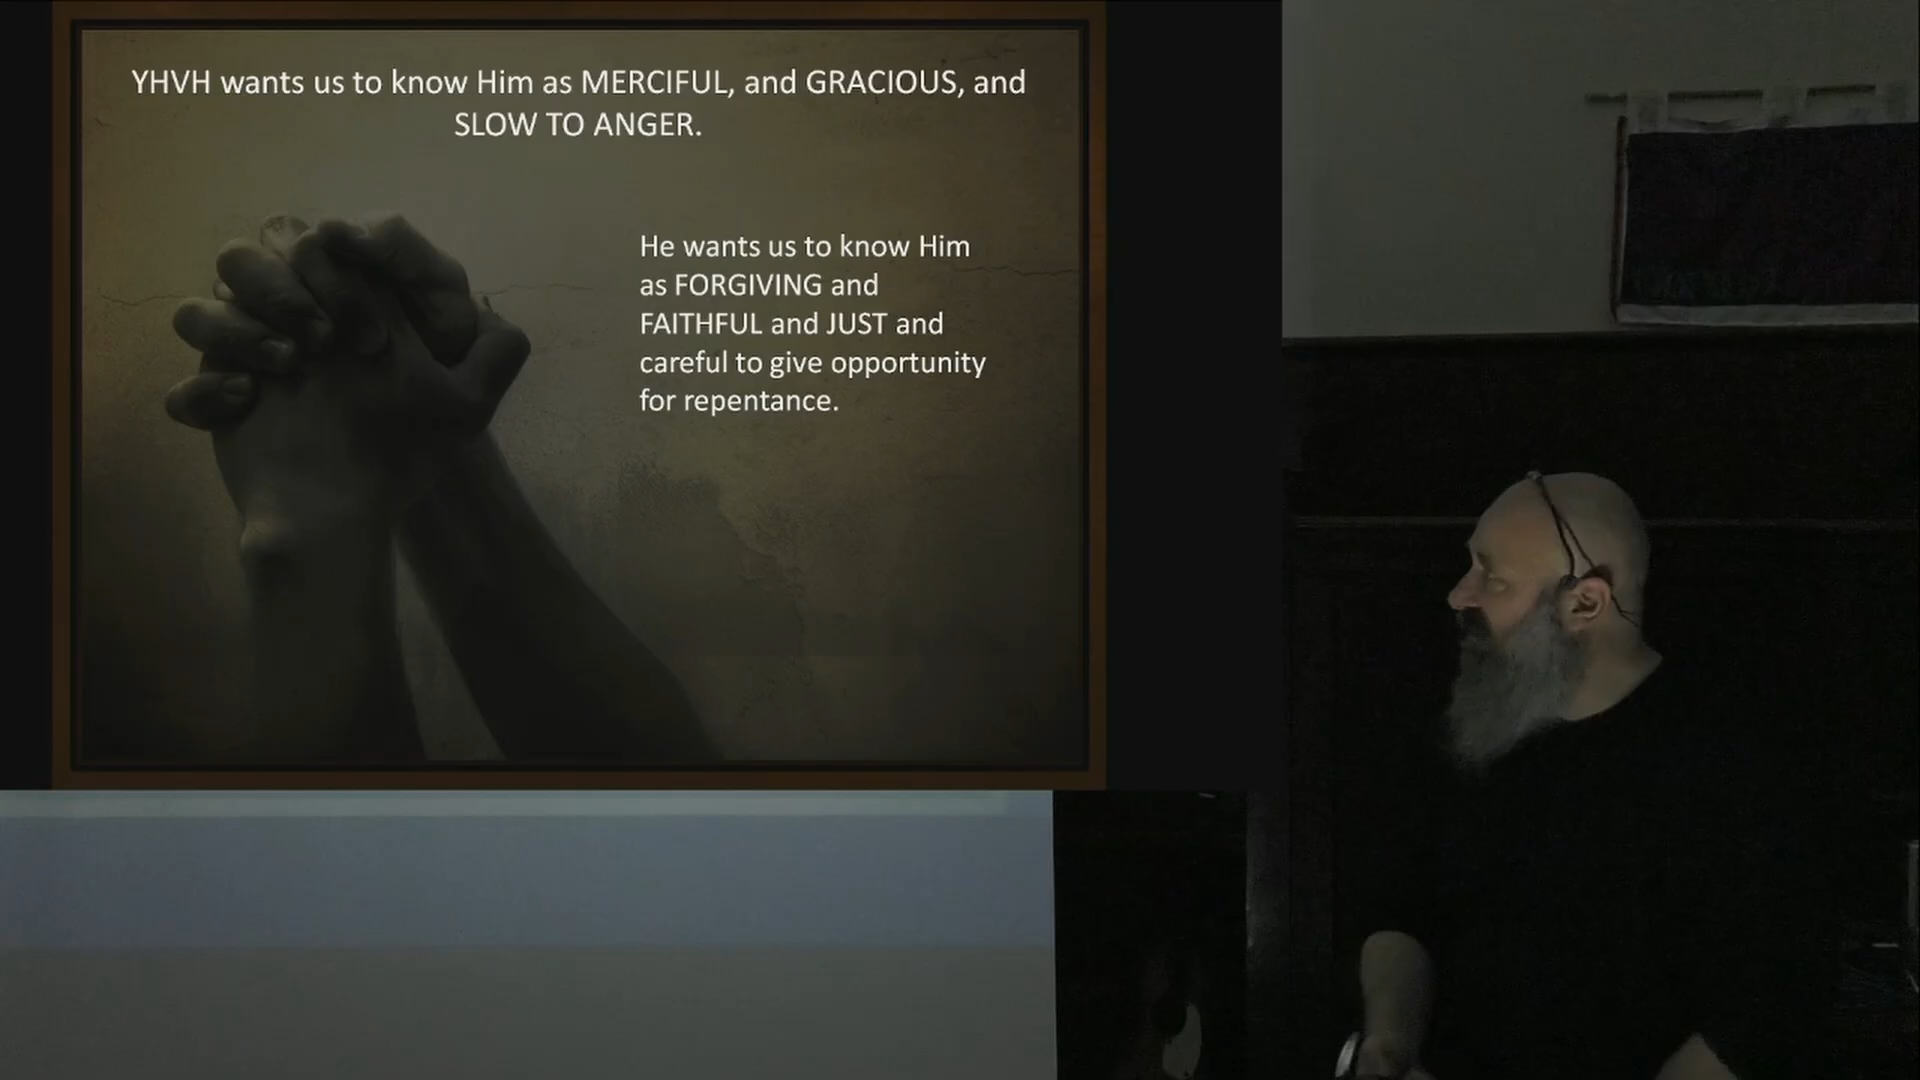 YHVH wants us to know Him as MERCIFUL, and GRACIOUS, and
SLOW TO ANGER.
He wants us to know Him
as FORGIVING and
FAITHFUL and JUST and
careful to give opportunity
for repentance.